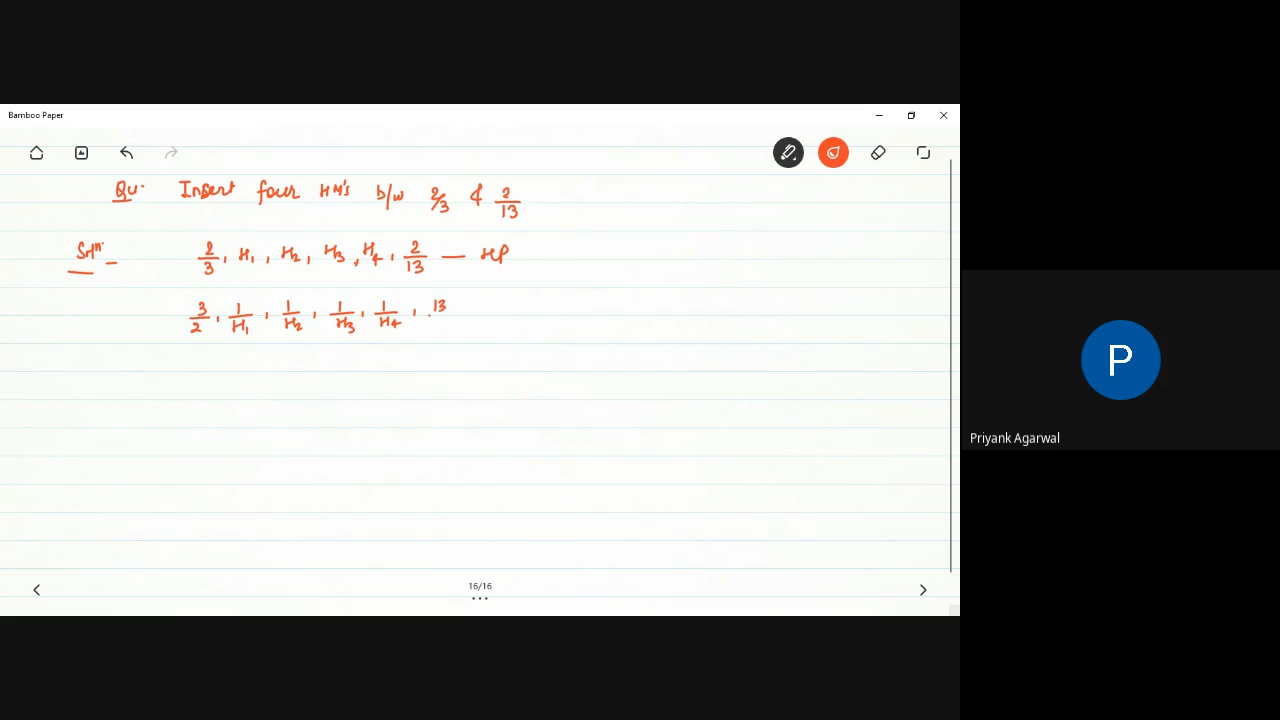 Bamboo Paper
Qu:- Insert four HM's b/w 2/3 & 2/13
Solⁿ:- 2/3, H₁, H₂, H₃, H₄, 2/13 — HP
3/2, 1/H₁, 1/H₂, 1/H₃, 1/H₄, 13
Priyank Agarwal
P
16/16